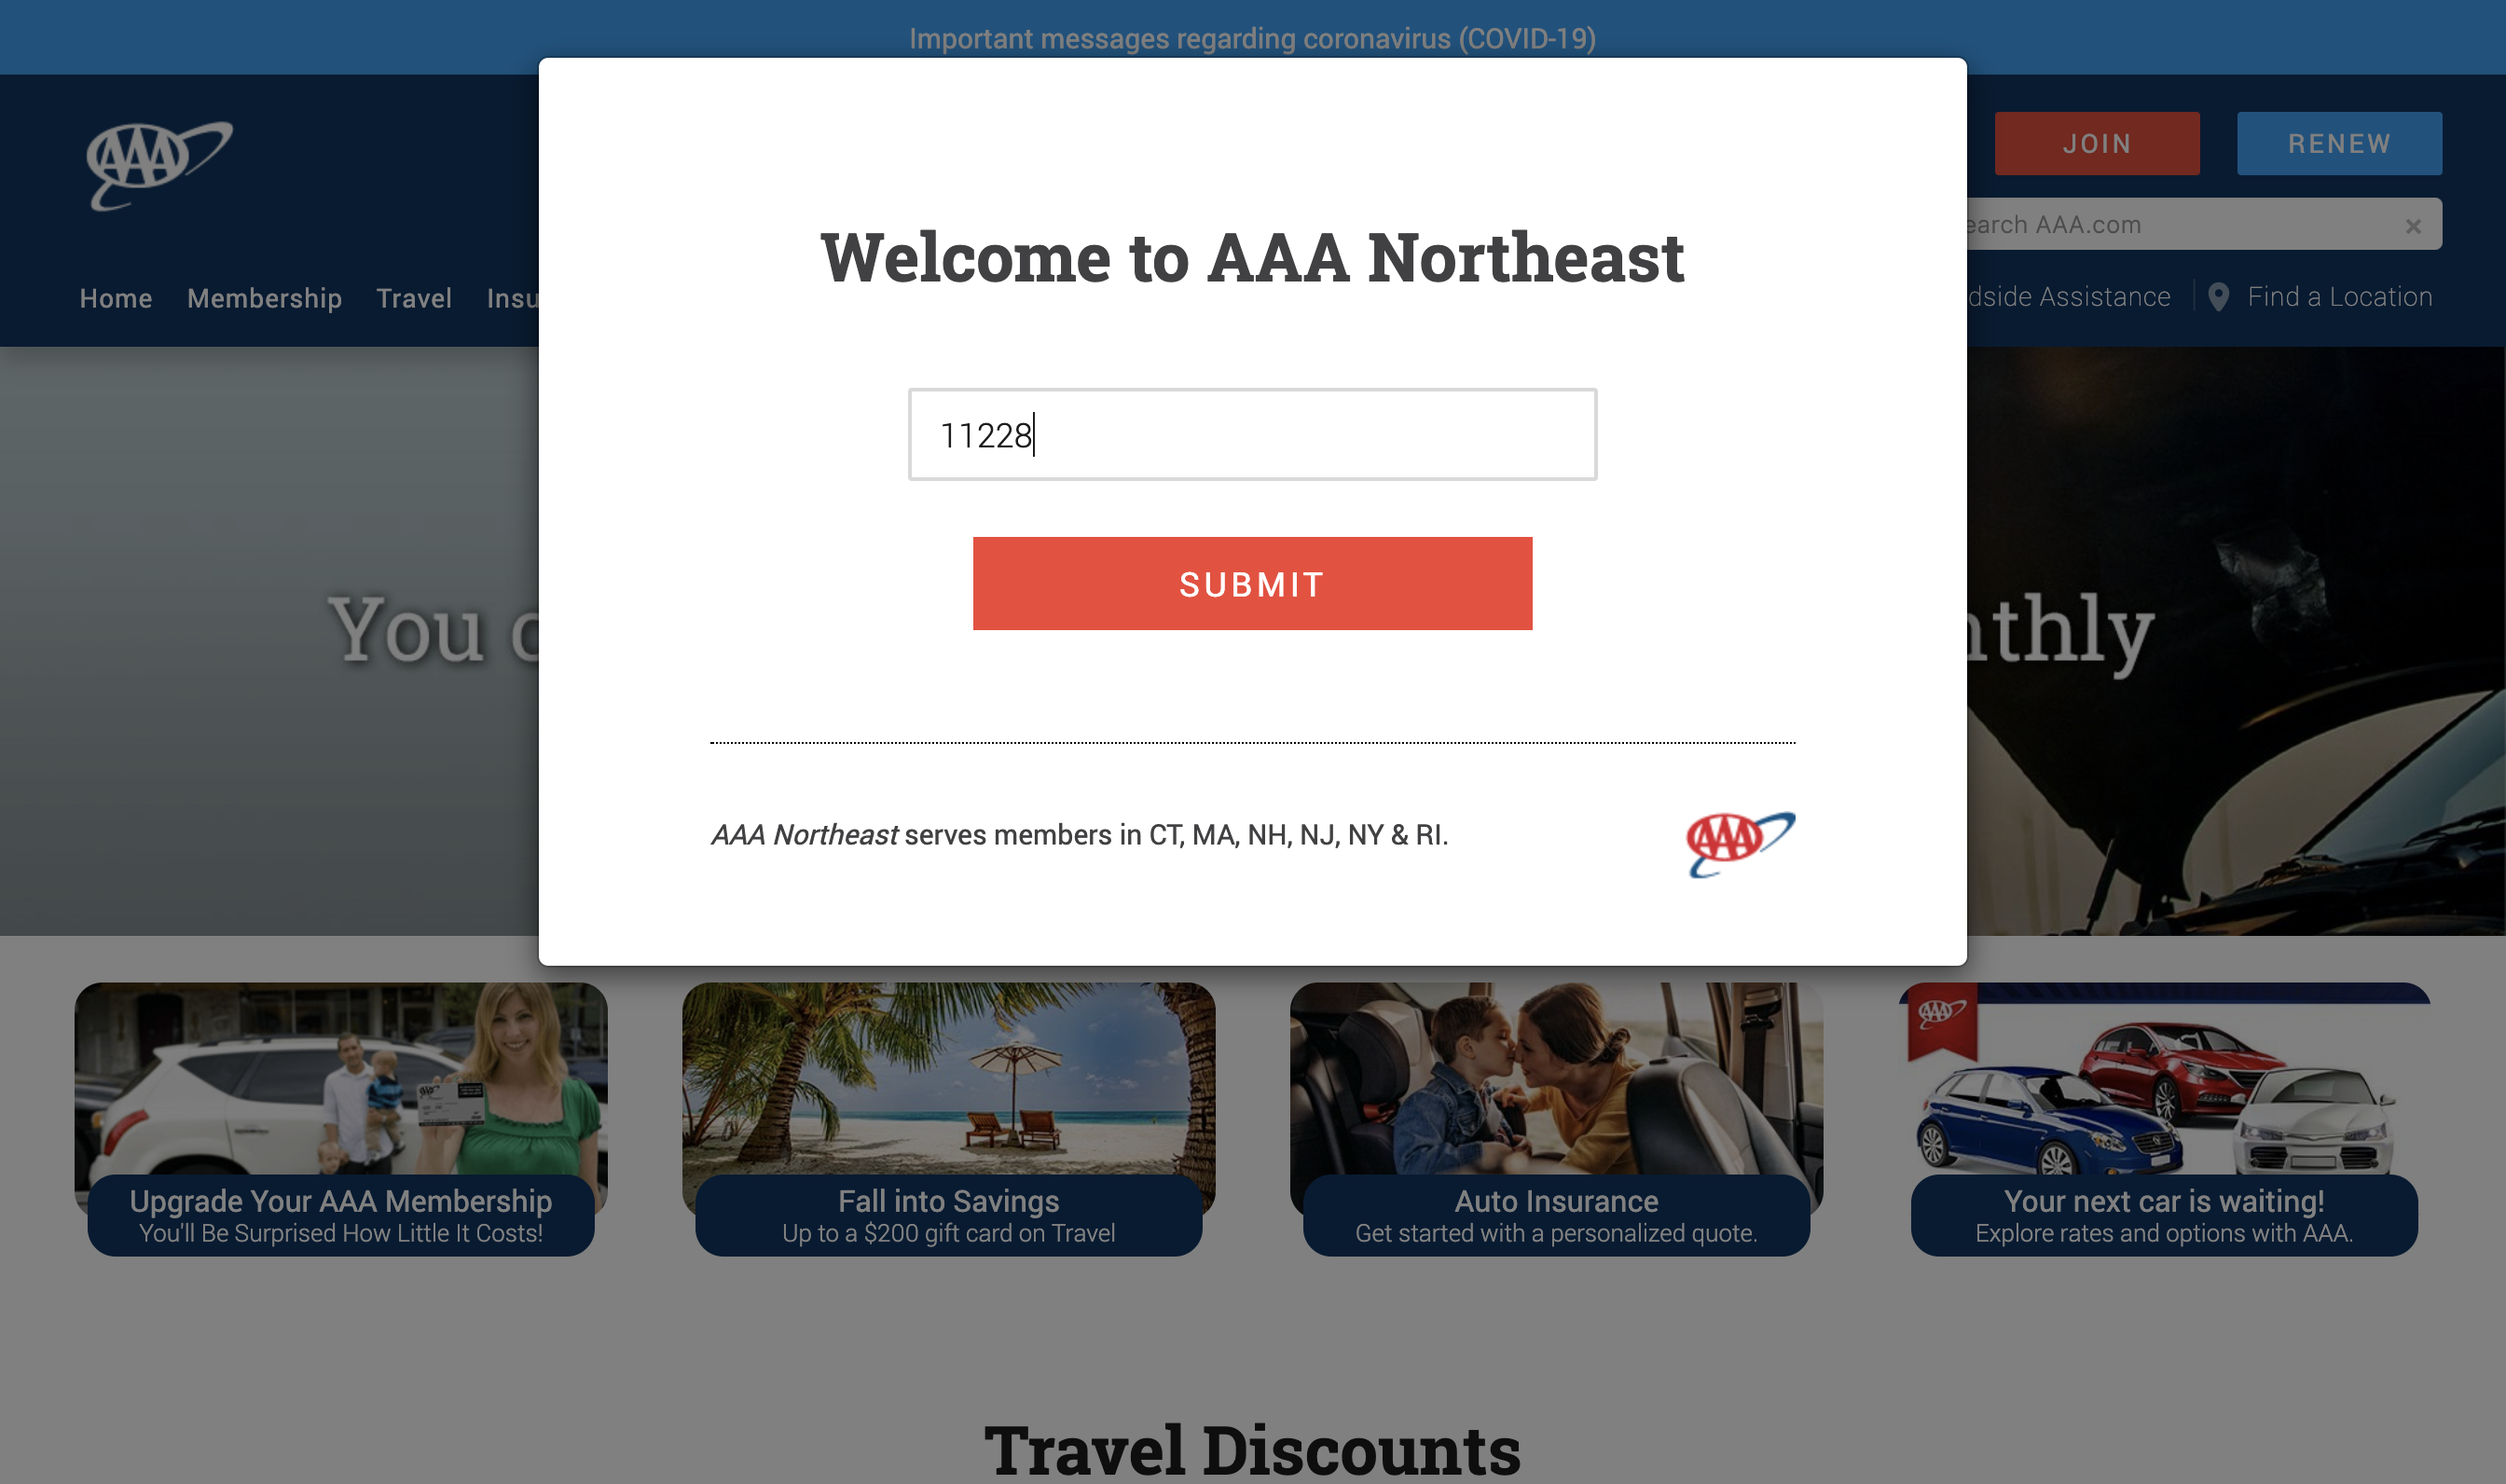 Important messages regarding coronavirus (COVID-19)
AAA
JOIN
RENEW
earch AAA.com
Home
Membership
Travel
Insu
dside Assistance
Find a Location
Welcome to AAA Northeast
11228
SUBMIT
You
nthly
AAA Northeast serves members in CT, MA, NH, NJ, NY & RI.
AAA
AAA
Upgrade Your AAA Membership
You'll Be Surprised How Little It Costs!
Fall into Savings
Up to a $200 gift card on Travel
Auto Insurance
Get started with a personalized quote.
Your next car is waiting!
Explore rates and options with AAA.
Travel Discounts